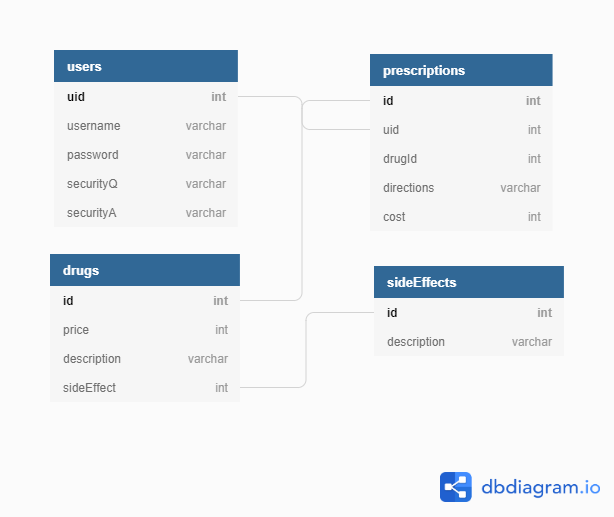 users
uid int
username varchar
password varchar
securityQ varchar
securityA varchar
prescriptions
id int
uid int
drugId int
directions varchar
cost int
drugs
id int
price int
description varchar
sideEffect int
sideEffects
id int
description varchar
dbdiagram.io